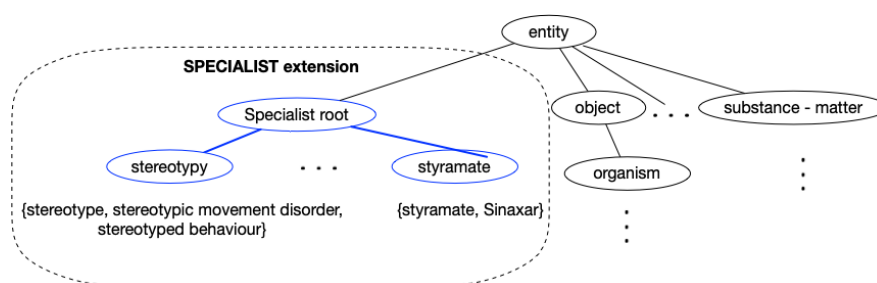 entity
SPECIALIST extension
Specialist root
object
. . .
substance - matter
stereotypy
. . .
styramate
organism
{stereotype, stereotypic movement disorder,
stereotyped behaviour}
{styramate, Sinaxar}